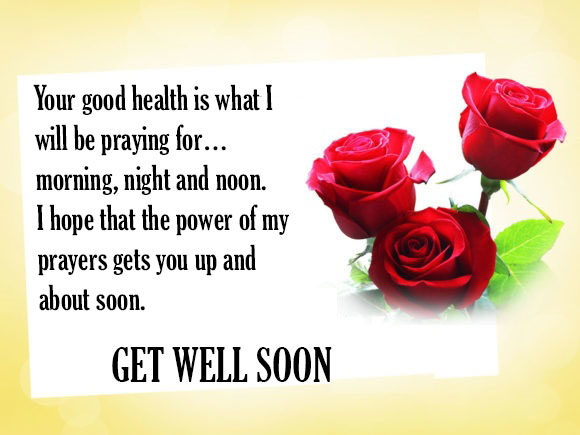 Your good health is what I
will be praying for...
morning, night and noon.
I hope that the power of my
prayers gets you up and
about soon.
GET WELL SOON